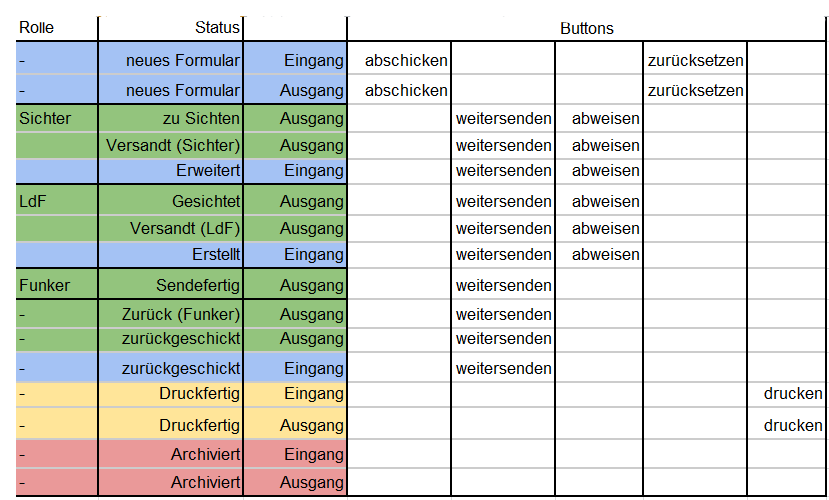 Rolle Status Buttons
- neues Formular Eingang abschicken zurücksetzen
- neues Formular Ausgang abschicken zurücksetzen
Sichter zu Sichten Ausgang weitersenden abweisen
Versandt (Sichter) Ausgang weitersenden abweisen
Erweitert Eingang weitersenden abweisen
LdF Gesichtet Ausgang weitersenden abweisen
Versandt (LdF) Ausgang weitersenden abweisen
Erstellt Eingang weitersenden abweisen
Funker Sendefertig Ausgang weitersenden
- Zurück (Funker) Ausgang weitersenden
- zurückgeschickt Ausgang weitersenden
- zurückgeschickt Eingang weitersenden
- Druckfertig Eingang drucken
- Druckfertig Ausgang drucken
- Archiviert Eingang
- Archiviert Ausgang